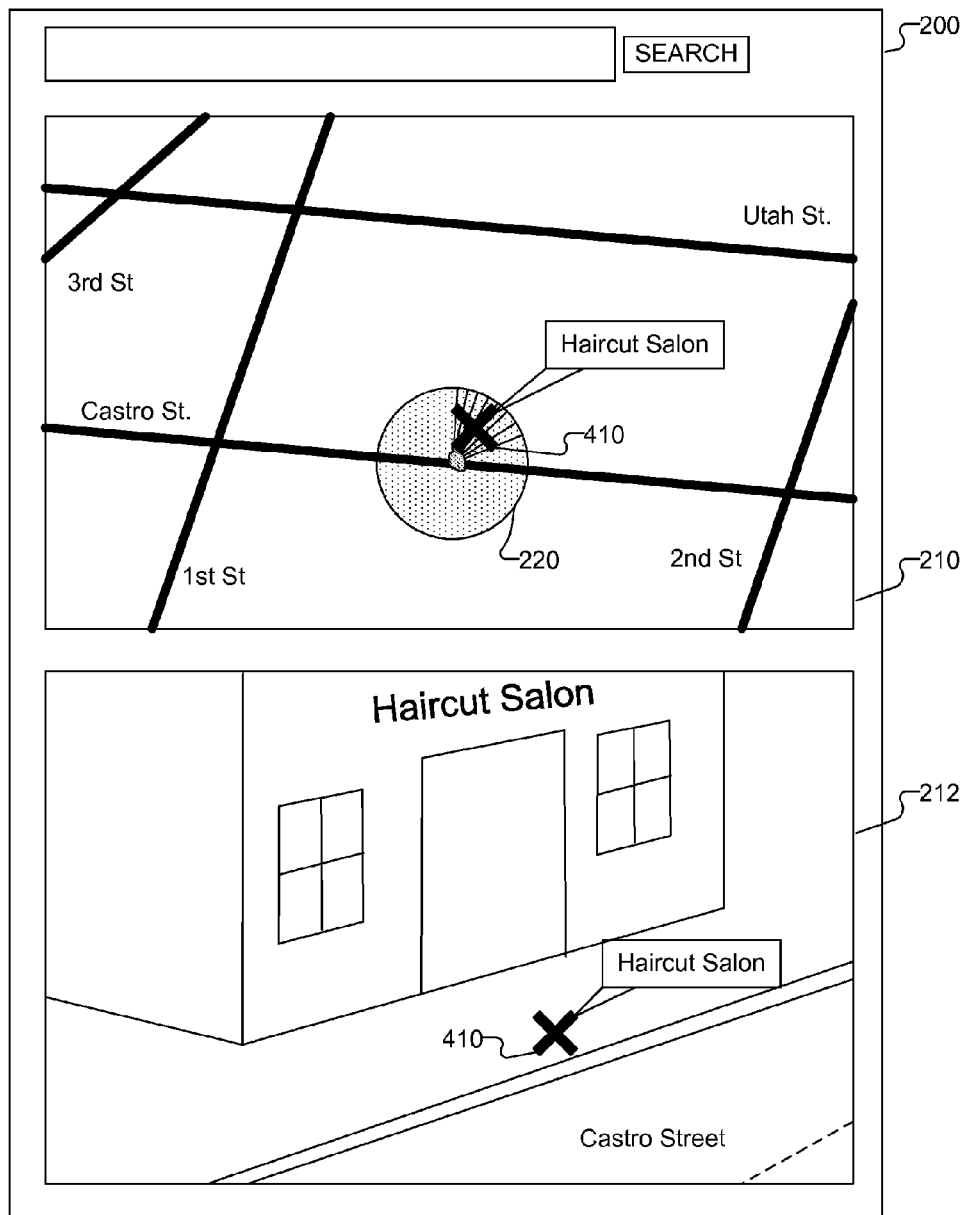 200
SEARCH
Utah St.
3rd St
Haircut Salon
Castro St.
410
220
2nd St
210
1st St
Haircut Salon
212
Haircut Salon
410
Castro Street